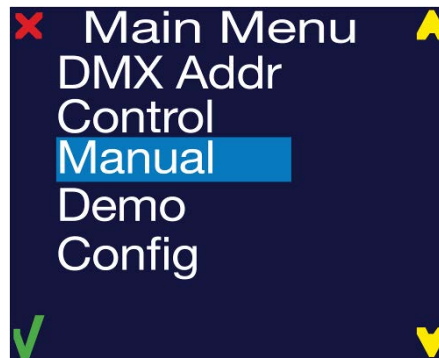 Main Menu
DMX Addr
Control
Manual
Demo
Config